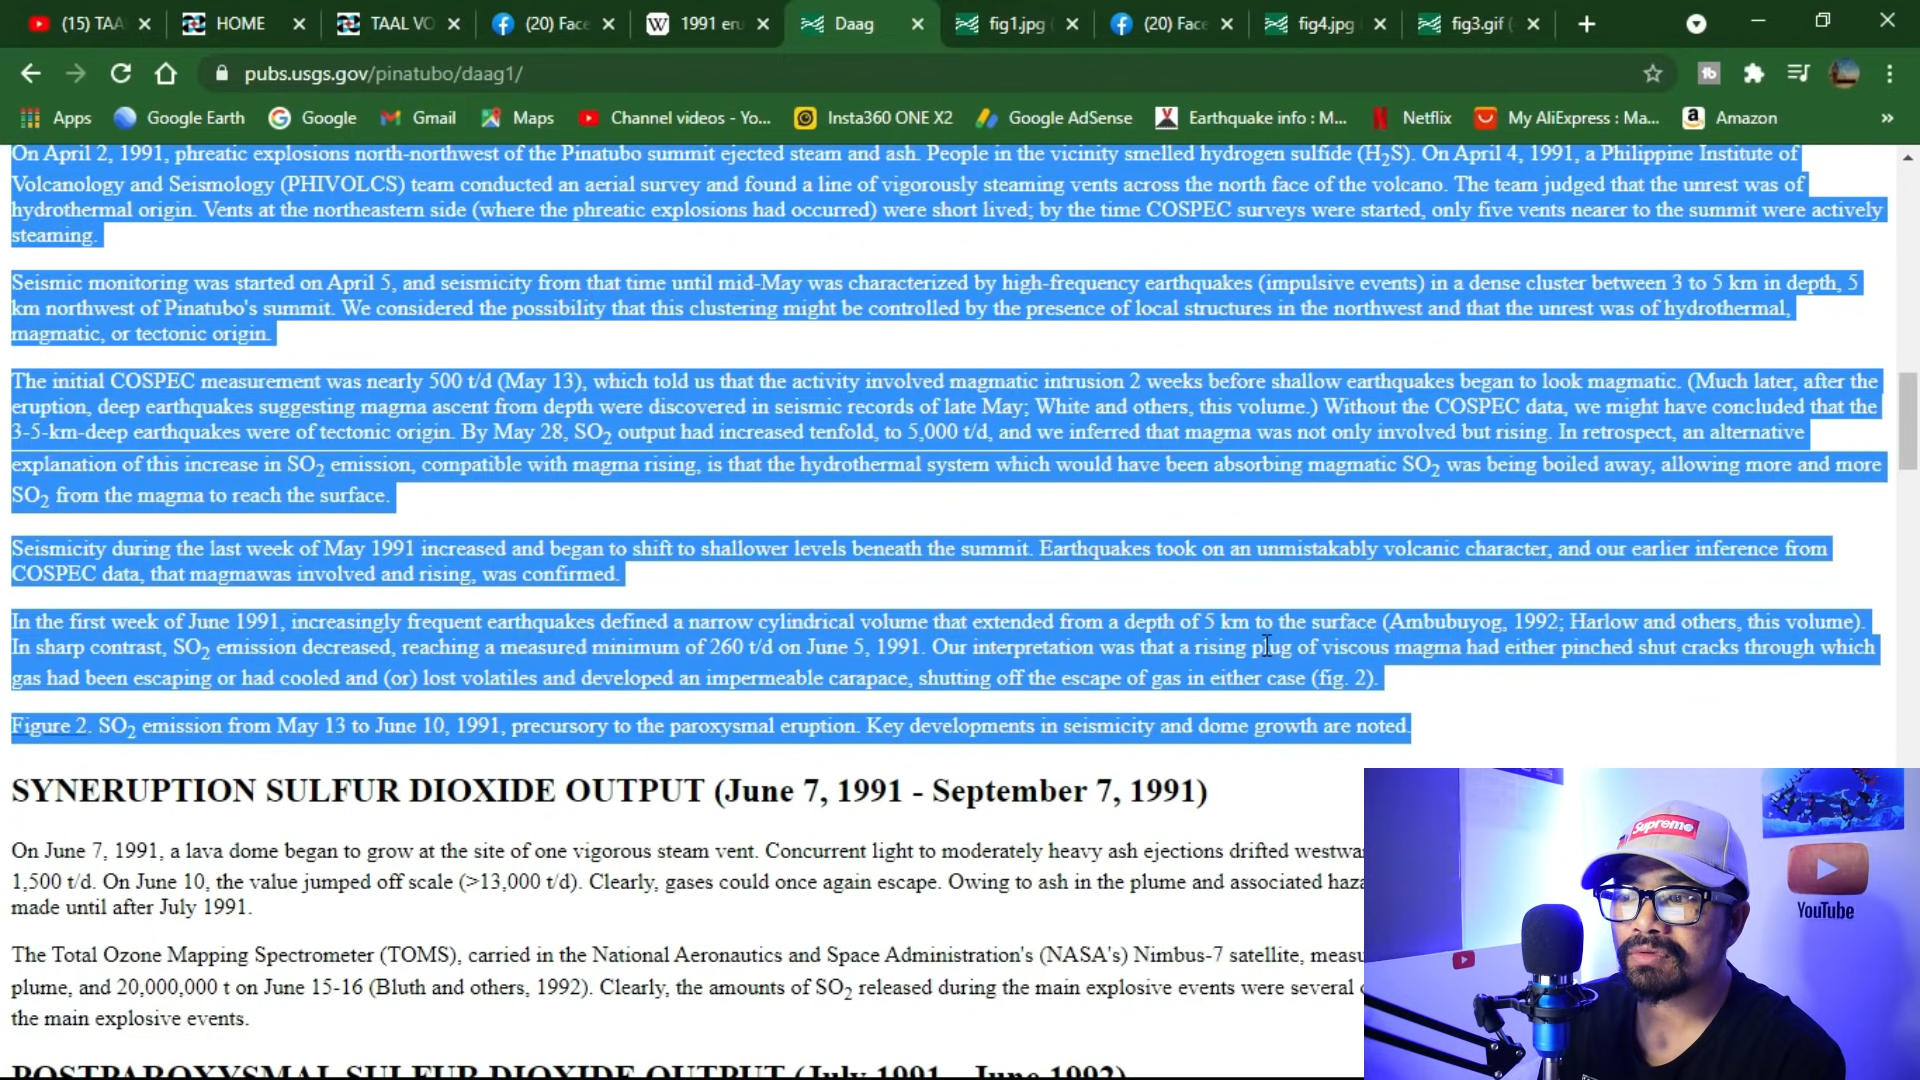 (15) TAA
HOME
TAAL VO
(20) Face
1991 eru
Daag
fig1.jpg
(20) Face
fig4.jpg
fig3.gif (
pubs.usgs.gov/pinatubo/daag1/
Apps
Google Earth
Google
Gmail
Maps
Channel videos - Yo...
Insta360 ONE X2
Google AdSense
Earthquake info : M...
Netflix
My AliExpress : Ma...
Amazon
»
On April 2, 1991, phreatic explosions north-northwest of the Pinatubo summit ejected steam and ash. People in the vicinity smelled hydrogen sulfide (H2S). On April 4, 1991, a Philippine Institute of
Volcanology and Seismology (PHIVOLCS) team conducted an aerial survey and found a line of vigorously steaming vents across the north face of the volcano. The team judged that the unrest was of
hydrothermal origin. Vents at the northeastern side (where the phreatic explosions had occurred) were short lived; by the time COSPEC surveys were started, only five vents nearer to the summit were actively
steaming.
Seismic monitoring was started on April 5, and seismicity from that time until mid-May was characterized by high-frequency earthquakes (impulsive events) in a dense cluster between 3 to 5 km in depth, 5
km northwest of Pinatubo's summit. We considered the possibility that this clustering might be controlled by the presence of local structures in the northwest and that the unrest was of hydrothermal,
magmatic, or tectonic origin.
The initial COSPEC measurement was nearly 500 t/d (May 13), which told us that the activity involved magmatic intrusion 2 weeks before shallow earthquakes began to look magmatic. (Much later, after the
eruption, deep earthquakes suggesting magma ascent from depth were discovered in seismic records of late May; White and others, this volume.) Without the COSPEC data, we might have concluded that the
3-5-km-deep earthquakes were of tectonic origin. By May 28, SO2 output had increased tenfold, to 5,000 t/d, and we inferred that magma was not only involved but rising. In retrospect, an alternative
explanation of this increase in SO2 emission, compatible with magma rising, is that the hydrothermal system which would have been absorbing magmatic SO2 was being boiled away, allowing more and more
SO2 from the magma to reach the surface.
Seismicity during the last week of May 1991 increased and began to shift to shallower levels beneath the summit. Earthquakes took on an unmistakably volcanic character, and our earlier inference from
COSPEC data, that magmawas involved and rising, was confirmed.
In the first week of June 1991, increasingly frequent earthquakes defined a narrow cylindrical volume that extended from a depth of 5 km to the surface (Ambubuyog, 1992; Harlow and others, this volume).
In sharp contrast, SO2 emission decreased, reaching a measured minimum of 260 t/d on June 5, 1991. Our interpretation was that a rising plug of viscous magma had either pinched shut cracks through which
gas had been escaping or had cooled and (or) lost volatiles and developed an impermeable carapace, shutting off the escape of gas in either case (fig. 2).
Figure 2. SO2 emission from May 13 to June 10, 1991, precursory to the paroxysmal eruption. Key developments in seismicity and dome growth are noted.
SYNERUPTION SULFUR DIOXIDE OUTPUT (June 7, 1991 - September 7, 1991)
On June 7, 1991, a lava dome began to grow at the site of one vigorous steam vent. Concurrent light to moderately heavy ash ejections drifted westwa
1,500 t/d. On June 10, the value jumped off scale (>13,000 t/d). Clearly, gases could once again escape. Owing to ash in the plume and associated haza
made until after July 1991.
The Total Ozone Mapping Spectrometer (TOMS), carried in the National Aeronautics and Space Administration's (NASA's) Nimbus-7 satellite, measu
plume, and 20,000,000 t on June 15-16 (Bluth and others, 1992). Clearly, the amounts of SO2 released during the main explosive events were several
the main explosive events.
POSTPAROXYSMAL SULFUR DIOXIDE OUTPUT (July 1991 - June 1992)
Supreme
YouTube